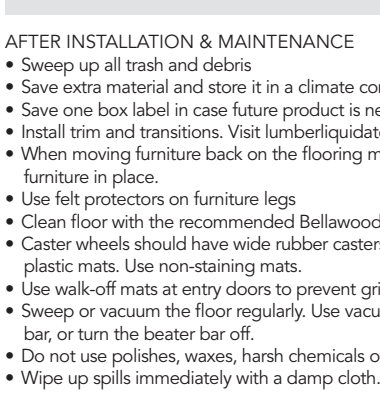 AFTER INSTALLATION & MAINTENANCE
• Sweep up all trash and debris
• Save extra material and store it in a climate
• Save one box label in case future product is
• Install trim and transitions. Visit
• When moving furniture back on the flooring
furniture in place.
• Use felt protectors on furniture legs
• Clean floor with the recommended Bellawood
• Caster wheels should have wide rubber casters
plastic mats. Use non-staining mats.
• Use walk-off mats at entry doors to prevent
• Sweep or vacuum the floor regularly. Use
bar, or turn the beater bar off.
• Do not use polishes, waxes, harsh chemicals
• Wipe up spills immediately with a damp cloth.